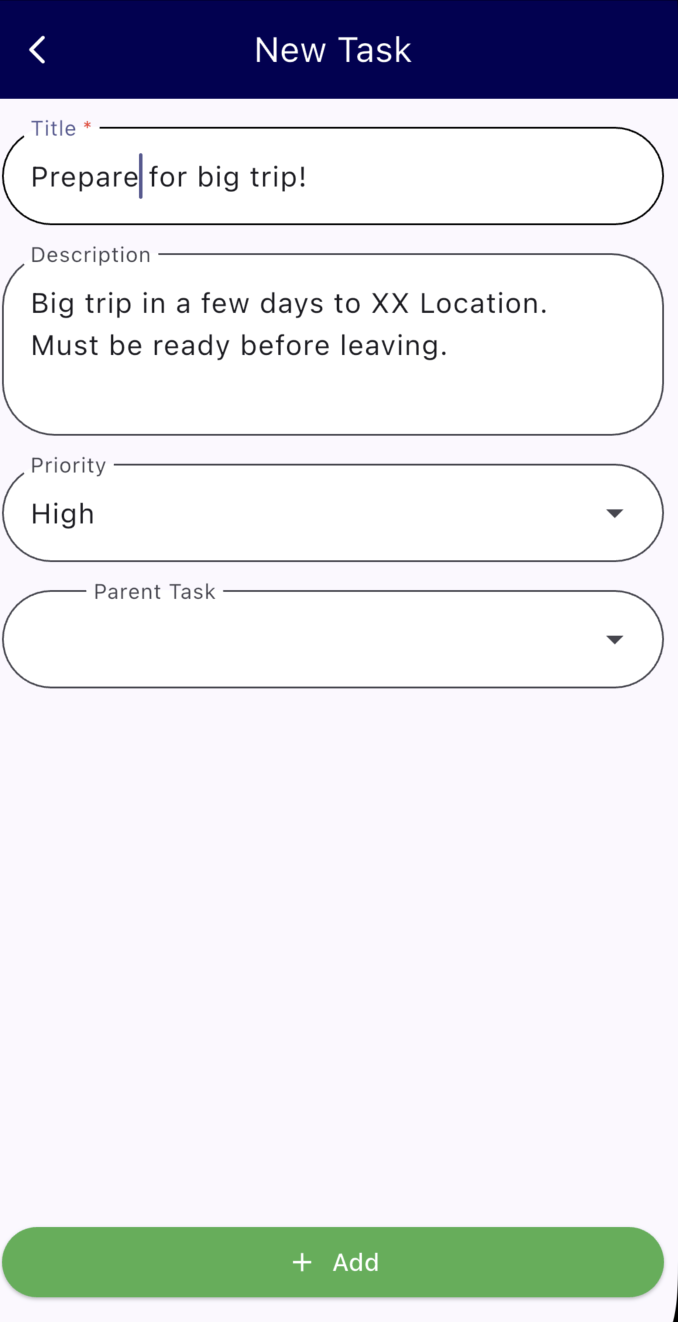 New Task
Title *
Prepare for big trip!
Description
Big trip in a few days to XX Location.
Must be ready before leaving.
Priority
High
Parent Task
+ Add